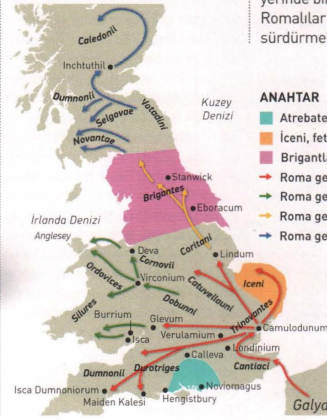 yerinde bi
Romalılar
sürdürme
ANAHTAR
Atrebate
İceni, fet
Brigantla
Roma ge
Roma ge
Roma ge
Roma ge
Caledonii
Inchtuthil
Dumnonii
Selgovae
Votadini
Novantae
Kuzey
Denizi
Stanwick
Brigantes
Eboracum
İrlanda Denizi
Anglesey
Deva
Cornovii
Coritani
Lindum
Ordovices
Virconium
Iceni
Catuvellauni
Dobunni
Trinovantes
Silures
Burrium
Glevum
Camulodunum
Verulamium
Isca
Londinium
Calleva
Cantiaci
Dumnonii
Durotriges
Isca Dumnoniorum
Noviomagus
Maiden Kalesi
Hengistbury
Galya